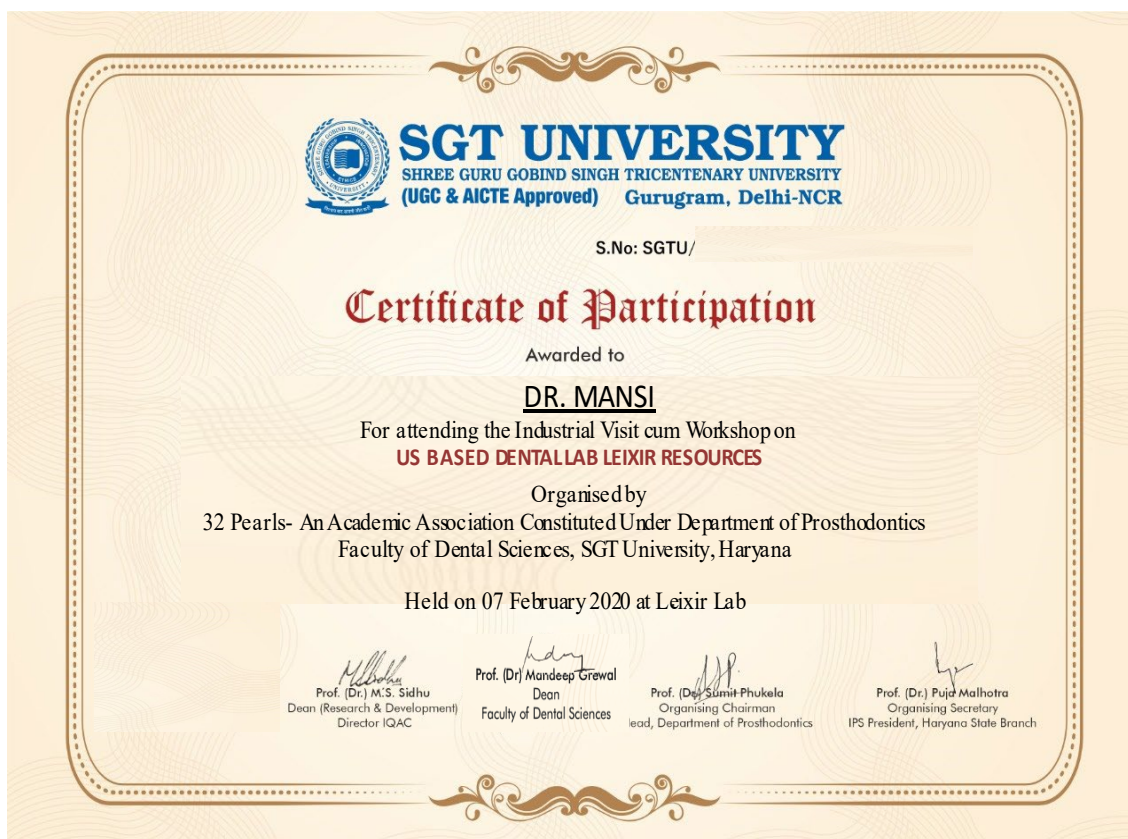 SGT UNIVERSITY
SHREE GURU GOBIND SINGH TRICENTENARY UNIVERSITY
(UGC & AICTE Approved) Gurugram, Delhi-NCR
S.No: SGTU/
Certificate of Participation
Awarded to
DR. MANSI
For attending the Industrial Visit cum Workshop on
US BASED DENTAL LAB LEIXIR RESOURCES
Organised by
32 Pearls- An Academic Association Constituted Under Department of Prosthodontics
Faculty of Dental Sciences, SGT University, Haryana
Held on 07 February 2020 at Leixir Lab
Prof. (Dr.) M.S. Sidhu
Dean (Research & Development)
Director IQAC
Prof. (Dr) Mandeep Grewal
Dean
Faculty of Dental Sciences
Prof. (Dr) Sumit Phukela
Organising Chairman
lead, Department of Prosthodontics
Prof. (Dr.) Puja Malhotra
Organising Secretary
IPS President, Haryana State Branch